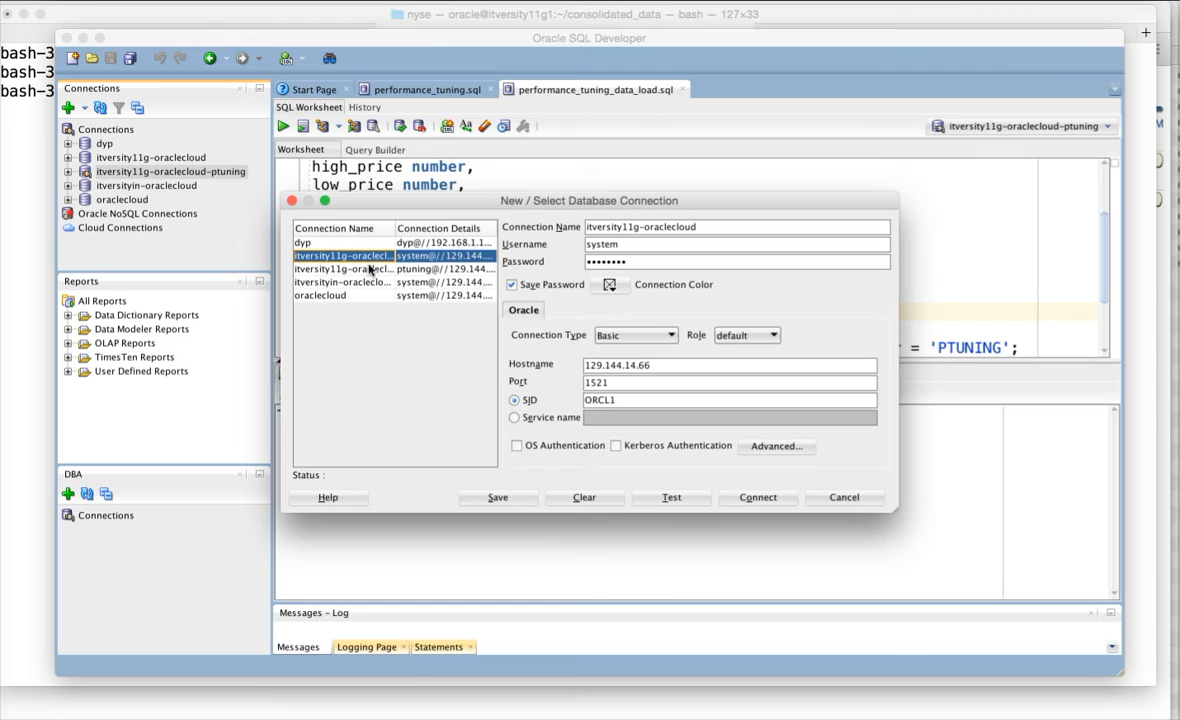 nyse — oracle@itversity11g1:~/consolidated_data — bash — 127×33
bash-3
bash-3
bash-3
Oracle SQL Developer
Connections
Connections
dyp
itversity11g-oraclecloud
itversity11g-oraclecloud-ptuning
itversityin-oraclecloud
oraclecloud
Oracle NoSQL Connections
Cloud Connections
Reports
All Reports
Data Dictionary Reports
Data Modeler Reports
OLAP Reports
TimesTen Reports
User Defined Reports
DBA
Connections
Start Page
performance_tuning.sql
performance_tuning_data_load.sql
SQL Worksheet History
itversity11g-oraclecloud-ptuning
Worksheet Query Builder
high_price number,
low_price number,
= 'PTUNING';
New / Select Database Connection
Connection Name Connection Details
dyp dyp@//192.168.1.1...
itversity11g-oraclecl... system@//129.144....
itversity11g-oraclecl... ptuning@//129.144....
itversityin-oracleclo... system@//129.144....
oraclecloud system@//129.144....
Connection Name itversity11g-oraclecloud
Username system
Password ••••••••
Save Password Connection Color
Oracle
Connection Type Basic Role default
Hostname 129.144.14.66
Port 1521
SID ORCL1
Service name
OS Authentication Kerberos Authentication Advanced...
Status :
Help Save Clear Test Connect Cancel
Messages - Log
Messages Logging Page Statements